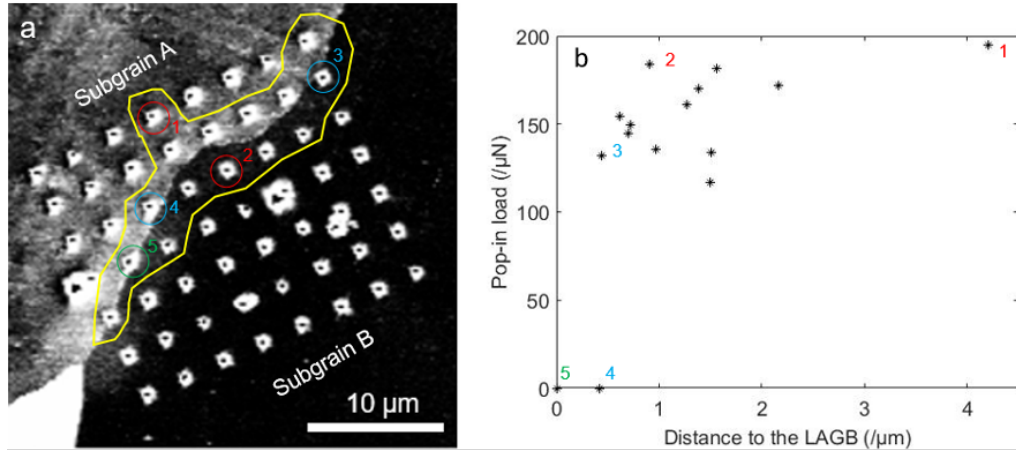 a
Subgrain A
3
1
2
4
5
Subgrain B
10 µm
b
Pop-in load (/µN)
200
150
100
50
0
2
1
3
5
4
0
1
2
3
4
Distance to the LAGB (/µm)